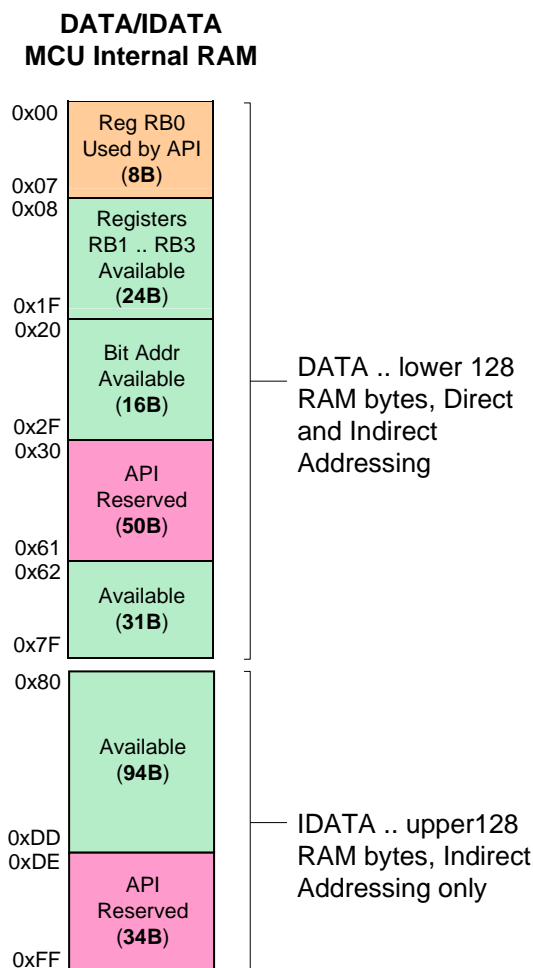 DATA/IDATA
MCU Internal RAM
0x00
Reg RB0
Used by API
(8B)
0x07
0x08
Registers
RB1 .. RB3
Available
(24B)
0x1F
0x20
Bit Addr
Available
(16B)
0x2F
0x30
API
Reserved
(50B)
0x61
0x62
Available
(31B)
0x7F
DATA .. lower 128
RAM bytes, Direct
and Indirect
Addressing
0x80
Available
(94B)
0xDD
0xDE
API
Reserved
(34B)
0xFF
IDATA .. upper128
RAM bytes, Indirect
Addressing only